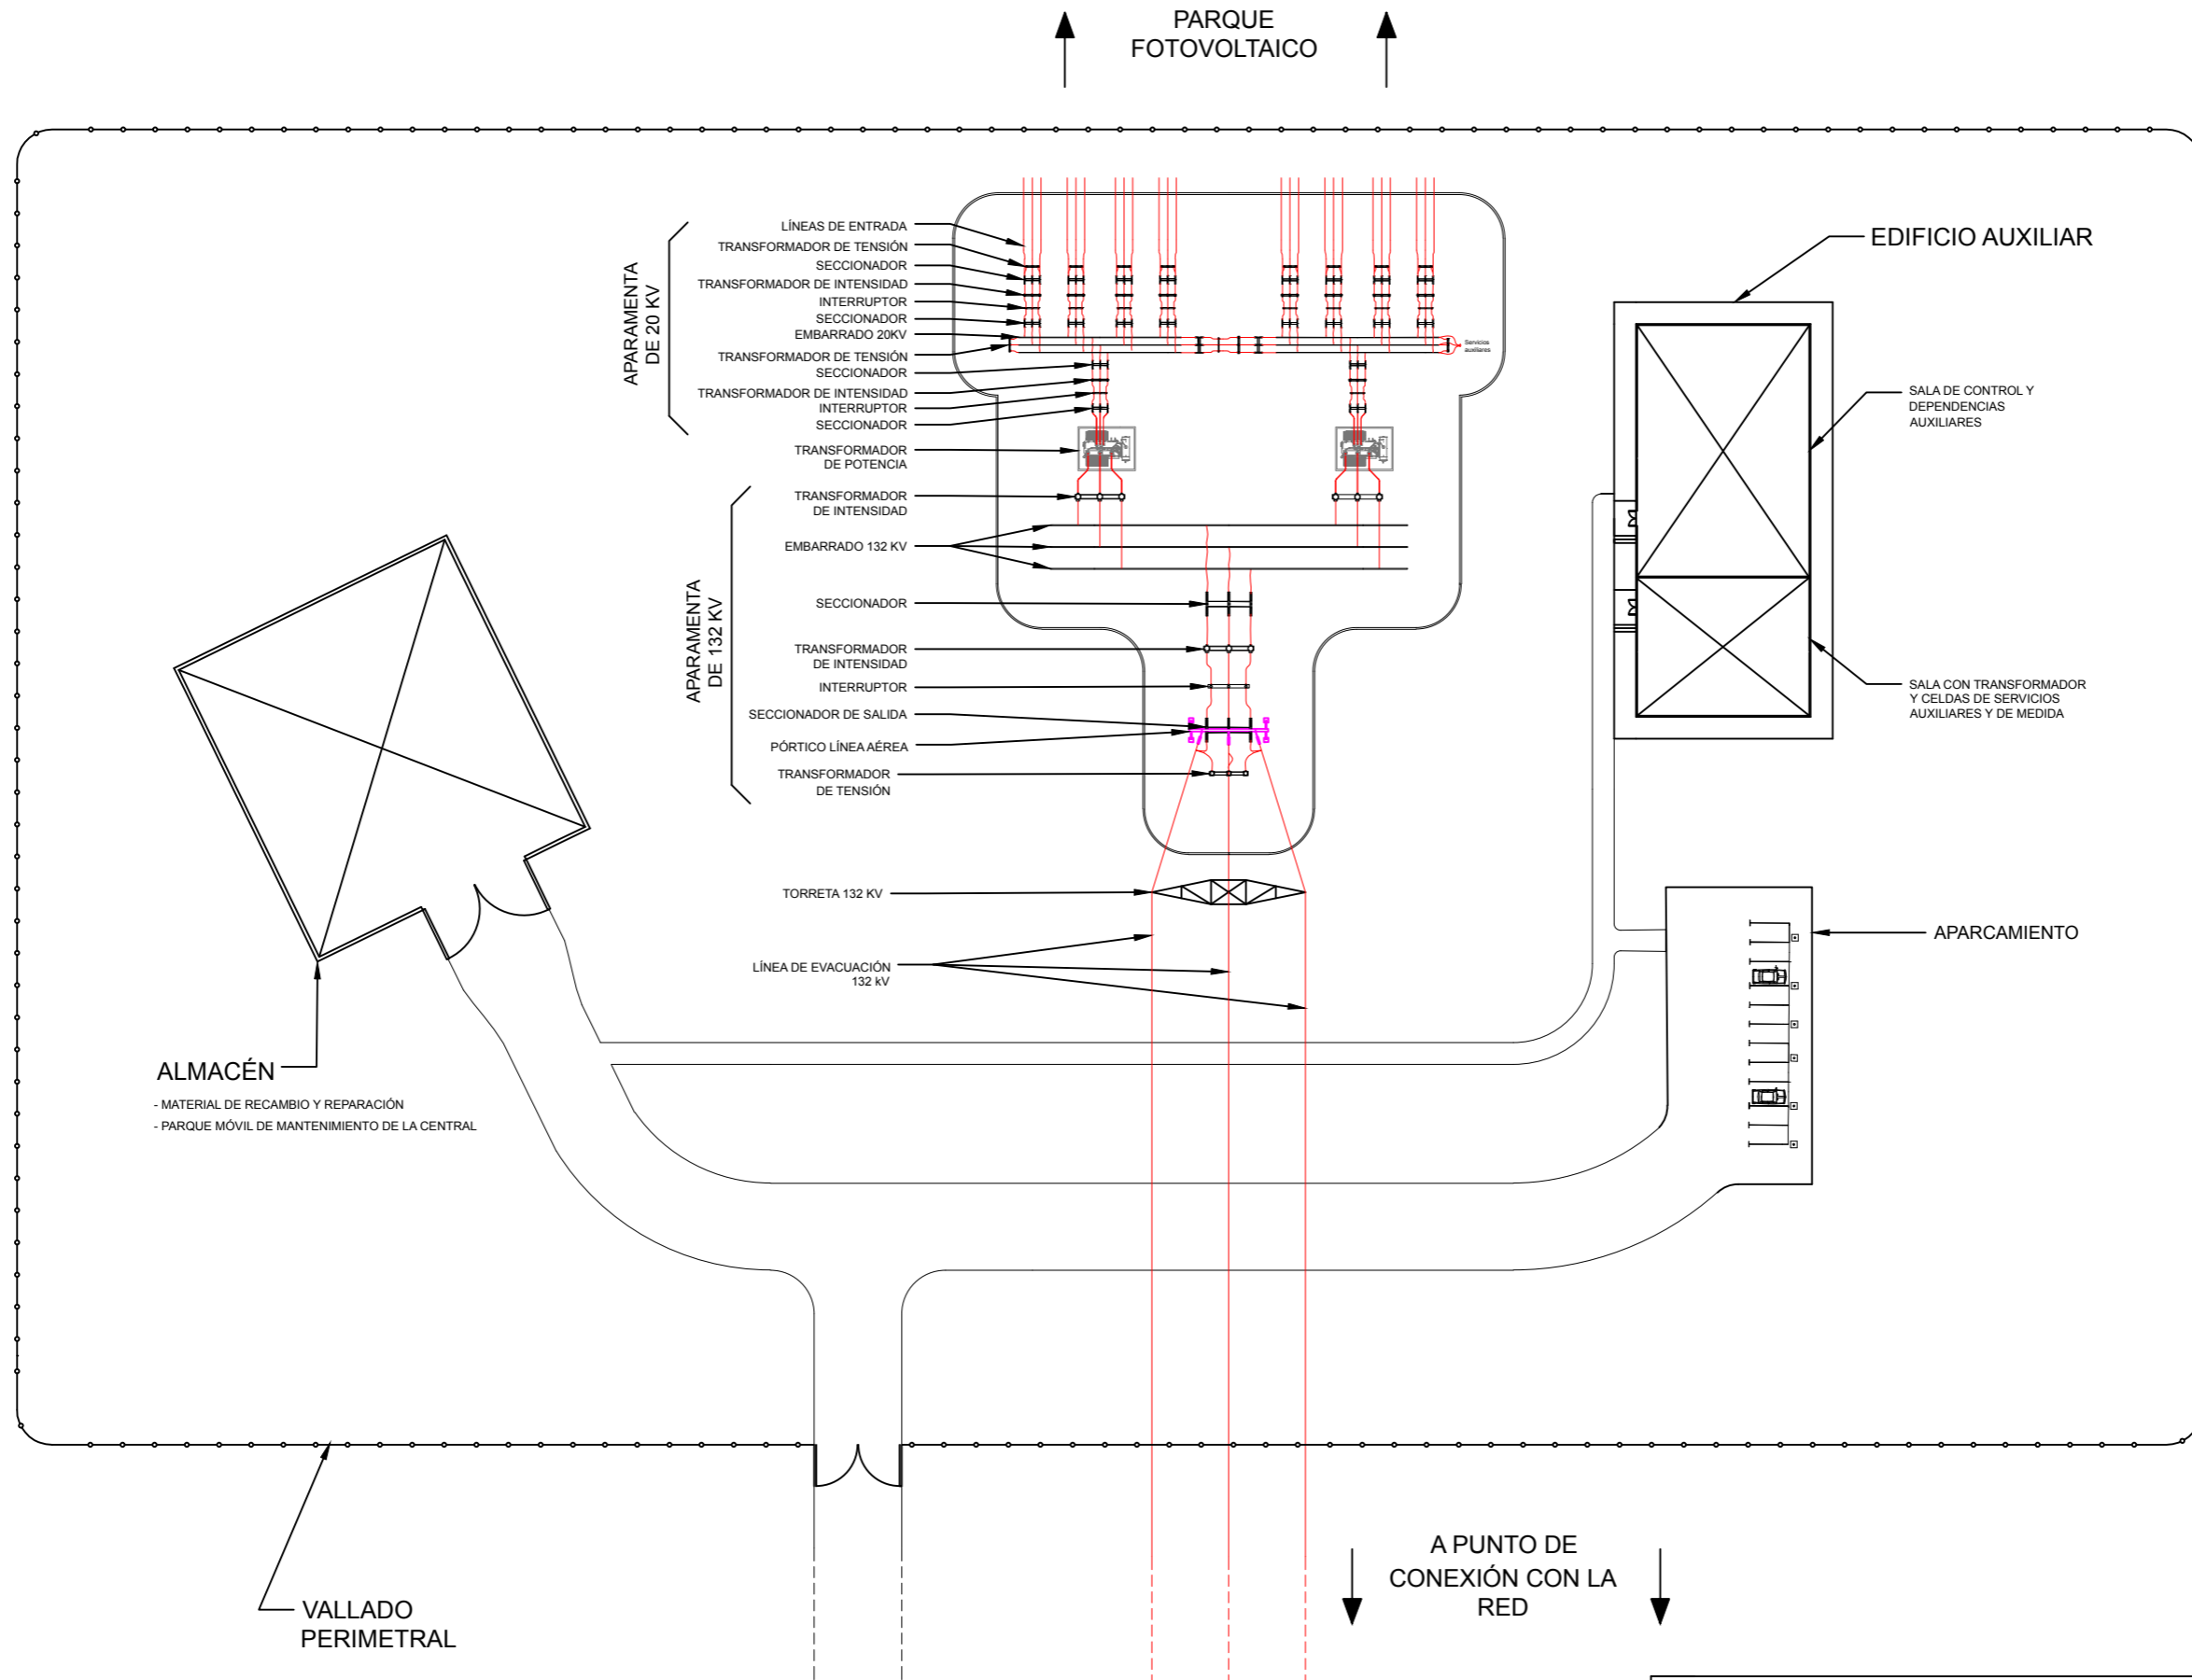 PARQUE
FOTOVOLTAICO
APARAMENTA
DE 20 KV
LÍNEAS DE ENTRADA
TRANSFORMADOR DE TENSIÓN
SECCIONADOR
TRANSFORMADOR DE INTENSIDAD
INTERRUPTOR
SECCIONADOR
EMBARRADO 20KV
TRANSFORMADOR DE TENSIÓN
SECCIONADOR
TRANSFORMADOR DE INTENSIDAD
INTERRUPTOR
SECCIONADOR
Servicios
auxiliares
TRANSFORMADOR
DE POTENCIA
APARAMENTA
DE 132 KV
TRANSFORMADOR
DE INTENSIDAD
EMBARRADO 132 KV
SECCIONADOR
TRANSFORMADOR
DE INTENSIDAD
INTERRUPTOR
SECCIONADOR DE SALIDA
PÓRTICO LÍNEA AÉREA
TRANSFORMADOR
DE TENSIÓN
TORRETA 132 KV
LÍNEA DE EVACUACIÓN
132 kV
EDIFICIO AUXILIAR
SALA DE CONTROL Y
DEPENDENCIAS
AUXILIARES
SALA CON TRANSFORMADOR
Y CELDAS DE SERVICIOS
AUXILIARES Y DE MEDIDA
APARCAMIENTO
ALMACÉN
- MATERIAL DE RECAMBIO Y REPARACIÓN
- PARQUE MÓVIL DE MANTENIMIENTO DE LA CENTRAL
VALLADO
PERIMETRAL
A PUNTO DE
CONEXIÓN CON LA
RED